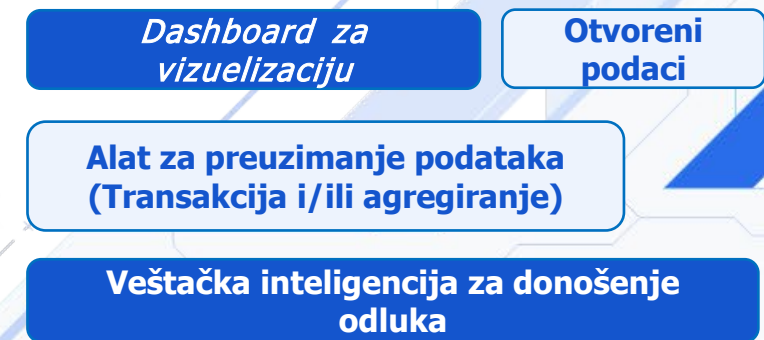 Dashboard za
vizuelizaciju
Otvoreni
podaci
Alat za preuzimanje podataka
(Transakcija i/ili agregiranje)
Veštačka inteligencija za donošenje
odluka